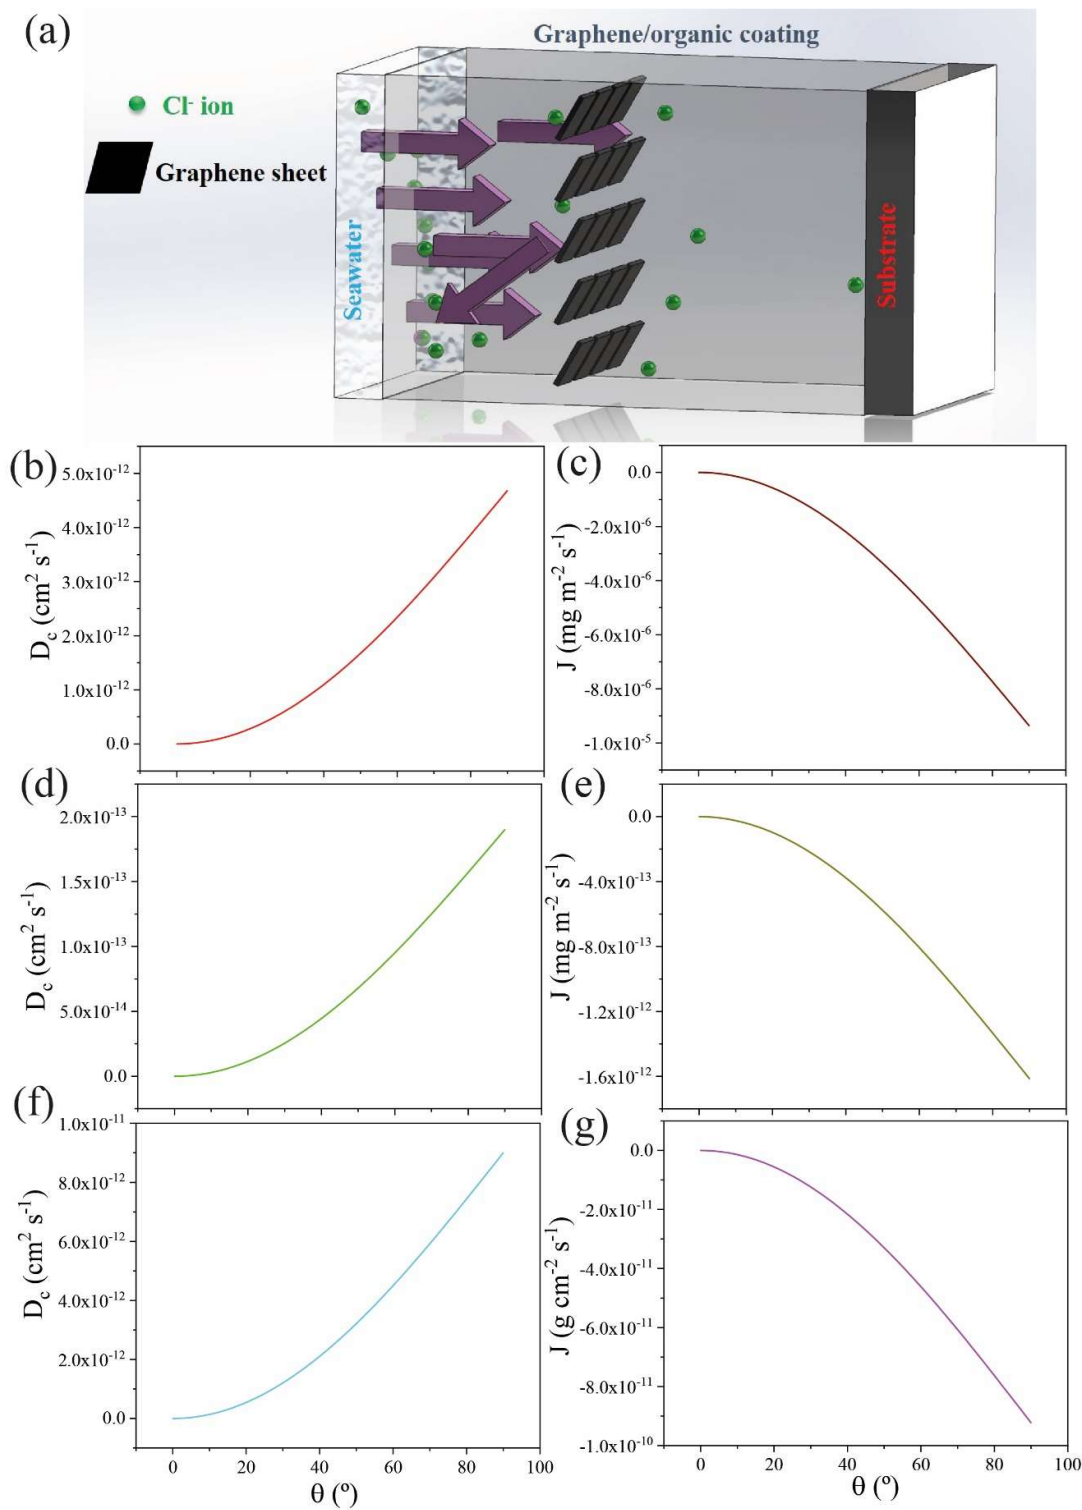 (a)
Graphene/organic coating
Cl⁻ ion
Graphene sheet
Seawater
Substrate
(b)
5.0x10⁻¹²
4.0x10⁻¹²
3.0x10⁻¹²
2.0x10⁻¹²
1.0x10⁻¹²
0.0
D_c (cm² s⁻¹)
(c)
0.0
-2.0x10⁻⁶
-4.0x10⁻⁶
-6.0x10⁻⁶
-8.0x10⁻⁶
-1.0x10⁻⁵
J (mg m⁻² s⁻¹)
(d)
2.0x10⁻¹³
1.5x10⁻¹³
1.0x10⁻¹³
5.0x10⁻¹⁴
0.0
D_c (cm² s⁻¹)
(e)
0.0
-4.0x10⁻¹³
-8.0x10⁻¹³
-1.2x10⁻¹²
-1.6x10⁻¹²
J (mg m⁻² s⁻¹)
(f)
1.0x10⁻¹¹
8.0x10⁻¹²
6.0x10⁻¹²
4.0x10⁻¹²
2.0x10⁻¹²
0.0
D_c (cm² s⁻¹)
0 20 40 60 80 100
θ (º)
(g)
0.0
-2.0x10⁻¹¹
-4.0x10⁻¹¹
-6.0x10⁻¹¹
-8.0x10⁻¹¹
-1.0x10⁻¹⁰
J (g cm⁻² s⁻¹)
0 20 40 60 80 100
θ (º)